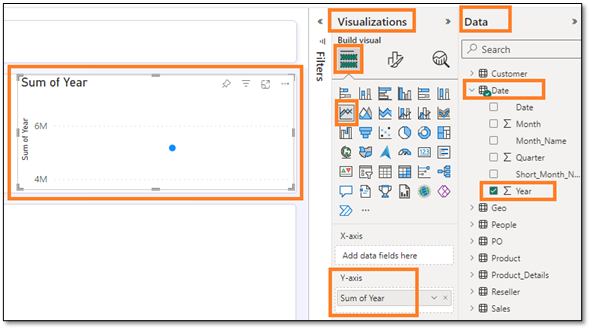 Sum of Year
Sum of Year
6M
4M
Filters
Visualizations
Build visual
123
X-axis
Add data fields here
Y-axis
Sum of Year
Data
Search
Customer
Date
Date
Month
Month_Name
Quarter
Short_Month_N...
Year
Geo
People
PO
Product
Product_Details
Reseller
Sales